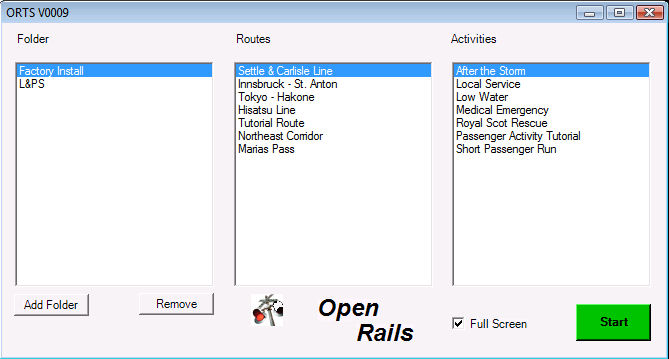 ORTS V0009
Folder
Routes
Activities
Factory Install
L&PS
Settle & Carlisle Line
Innsbruck - St. Anton
Tokyo - Hakone
Hisatsu Line
Tutorial Route
Northeast Corridor
Marias Pass
After the Storm
Local Service
Low Water
Medical Emergency
Royal Scot Rescue
Passenger Activity Tutorial
Short Passenger Run
Add Folder
Remove
Open
Rails
Full Screen
Start